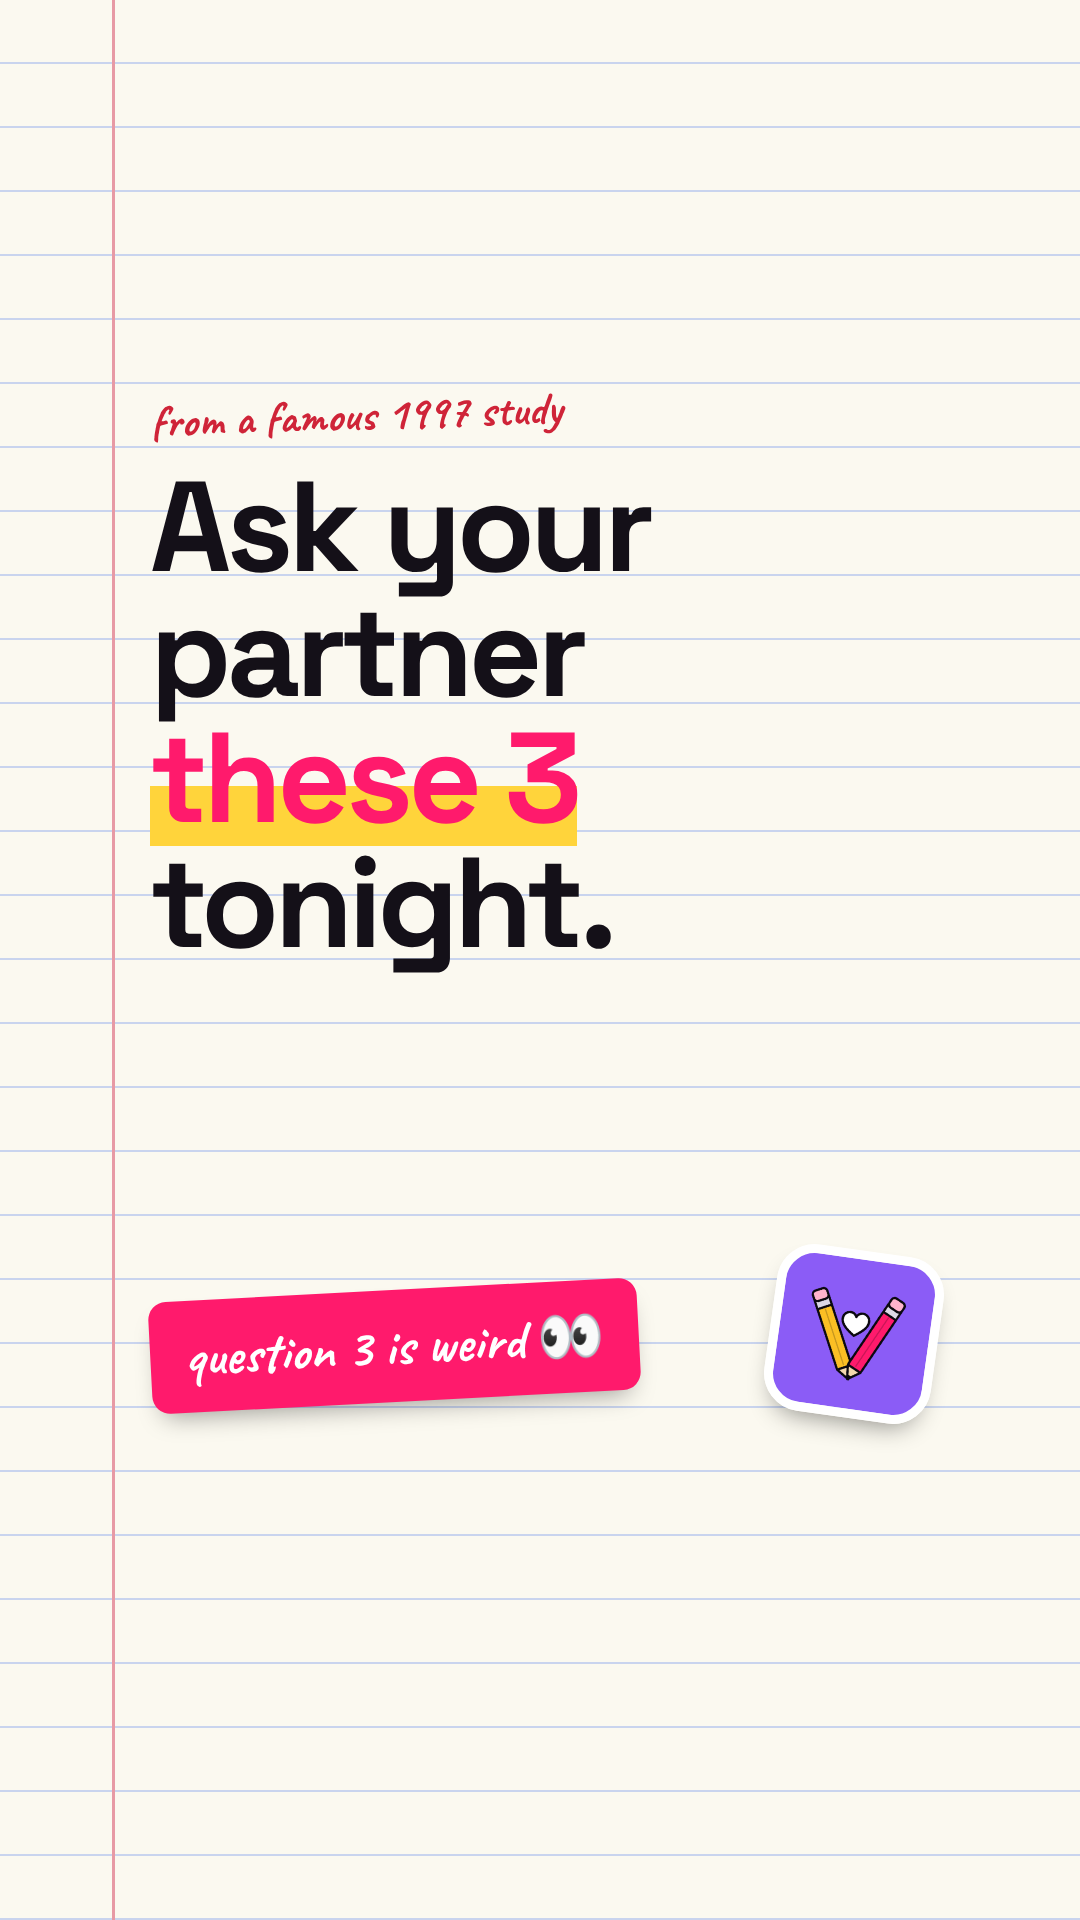 from a famous 1997 study
Ask your
partner
these 3
tonight.
question 3 is weird 👀